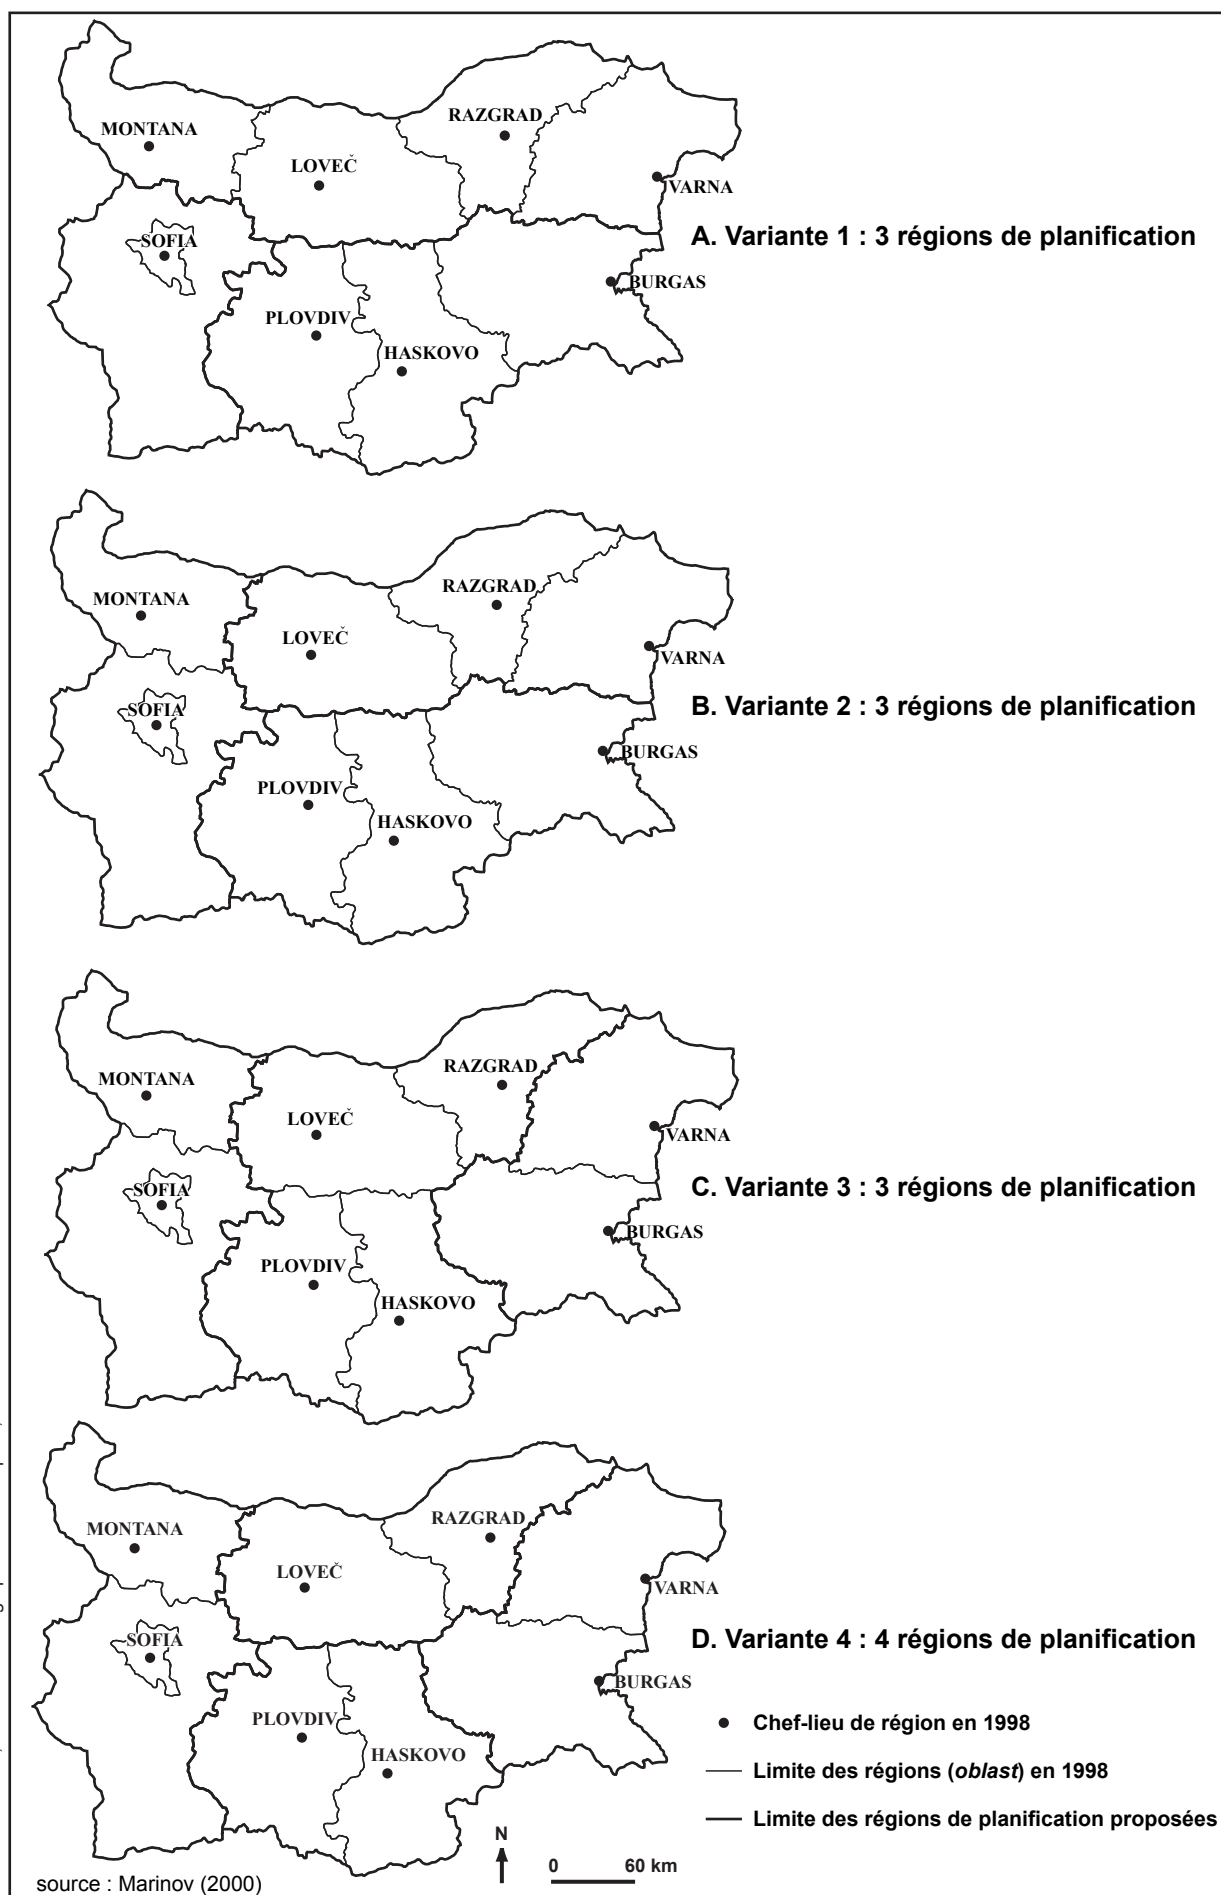 MONTANA
RAZGRAD
LOVEČ
VARNA
SOFIA
A. Variante 1 : 3 régions de planification
BURGAS
PLOVDIV
HASKOVO
MONTANA
RAZGRAD
LOVEČ
VARNA
SOFIA
B. Variante 2 : 3 régions de planification
BURGAS
PLOVDIV
HASKOVO
MONTANA
RAZGRAD
LOVEČ
VARNA
SOFIA
C. Variante 3 : 3 régions de planification
BURGAS
PLOVDIV
HASKOVO
MONTANA
RAZGRAD
LOVEČ
VARNA
SOFIA
D. Variante 4 : 4 régions de planification
BURGAS
PLOVDIV
HASKOVO
Chef-lieu de région en 1998
Limite des régions (oblast) en 1998
Limite des régions de planification proposées
N
0 60 km
source : Marinov (2000)